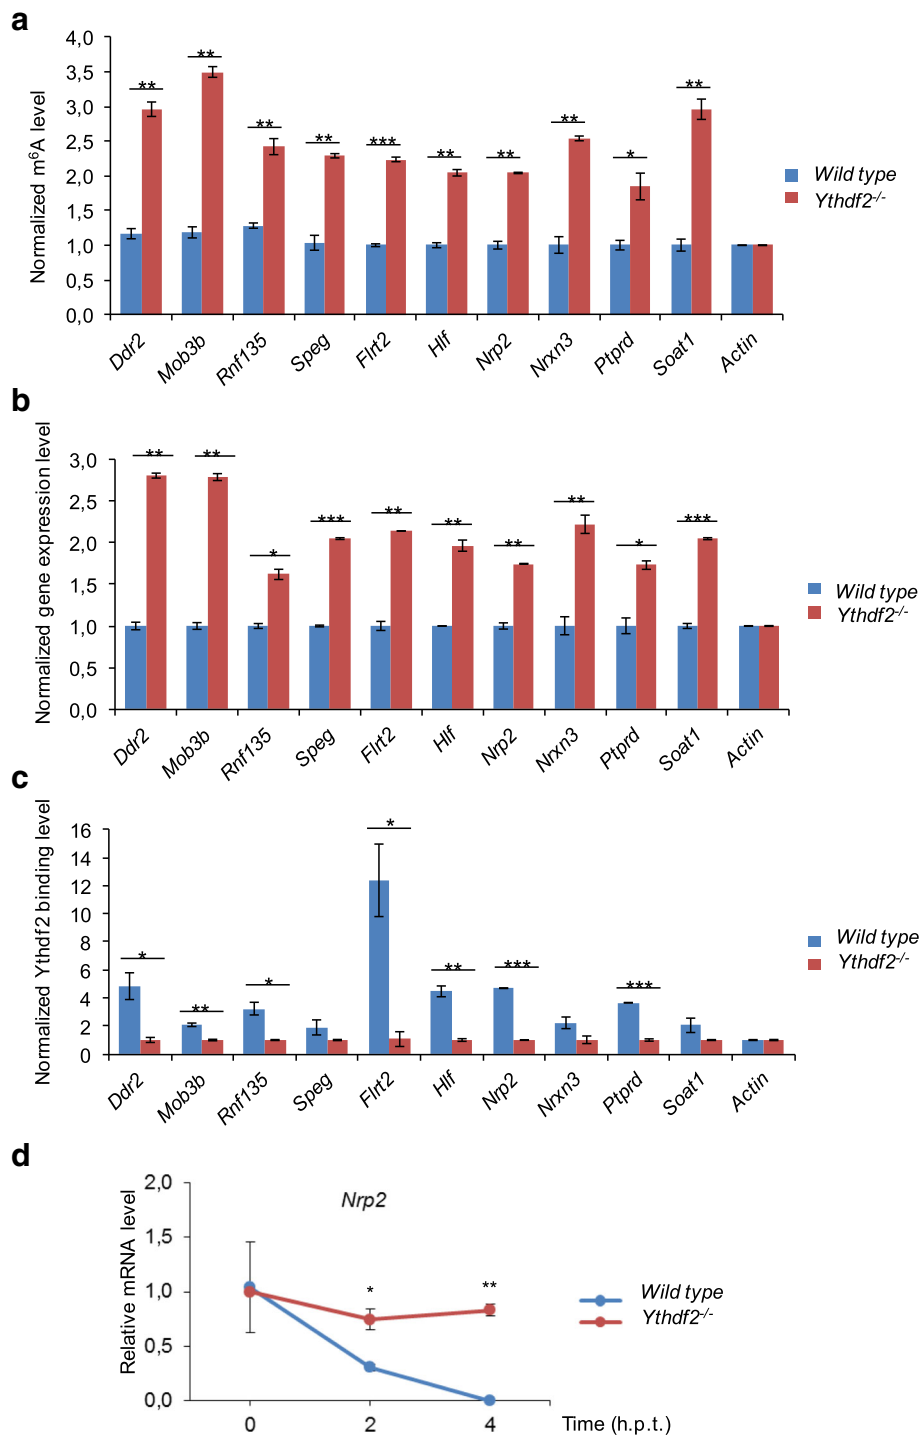 a
Normalized m⁶A level
4,0
3,5
3,0
2,5
2,0
1,5
1,0
0,5
0,0
** ** ** ** *** ** ** ** * **
Ddr2 Mob3b Rnf135 Speg Flrt2 Hlf Nrp2 Nrxn3 Ptprd Soat1 Actin
Wild type
Ythdf2-/-
b
Normalized gene expression level
3,0
2,5
2,0
1,5
1,0
0,5
0,0
** ** * *** ** ** ** ** * ***
Ddr2 Mob3b Rnf135 Speg Flrt2 Hlf Nrp2 Nrxn3 Ptprd Soat1 Actin
Wild type
Ythdf2-/-
c
Normalized Ythdf2 binding level
16
14
12
10
8
6
4
2
0
* ** * * ** *** ***
Ddr2 Mob3b Rnf135 Speg Flrt2 Hlf Nrp2 Nrxn3 Ptprd Soat1 Actin
Wild type
Ythdf2-/-
d
Relative mRNA level
2,0
1,5
1,0
0,5
0,0
Nrp2
* **
0 2 4 Time (h.p.t.)
Wild type
Ythdf2-/-